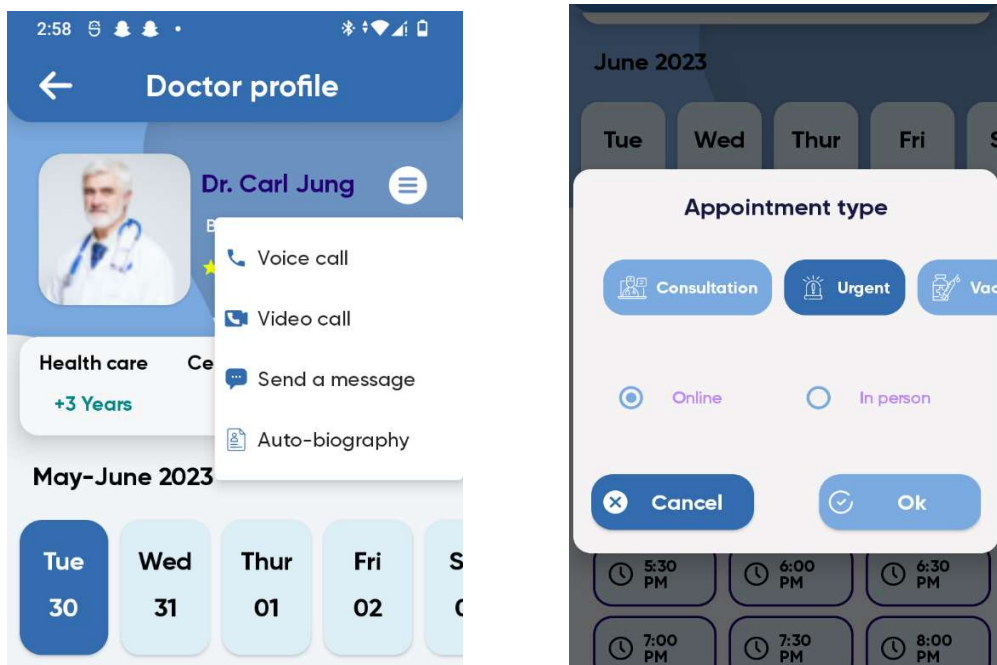 2:58
Doctor profile
Dr. Carl Jung
Voice call
Video call
Send a message
Auto-biography
Health care
+3 Years
May-June 2023
Tue Wed Thur Fri
30 31 01 02
June 2023
Tue Wed Thur Fri
Appointment type
Consultation Urgent
Online In person
Cancel Ok
5:30 PM 6:00 PM 6:30 PM
7:00 PM 7:30 PM 8:00 PM